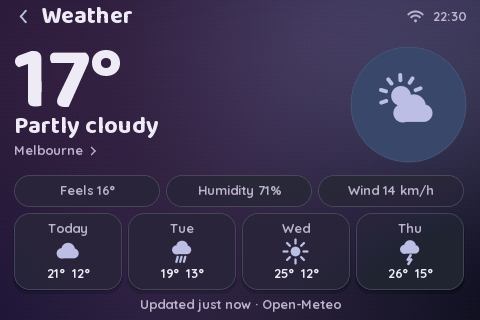 Weather
22:30
17°
Partly cloudy
Melbourne
Feels 16°
Humidity 71%
Wind 14 km/h
Today
21° 12°
Tue
19° 13°
Wed
25° 12°
Thu
26° 15°
Updated just now · Open-Meteo